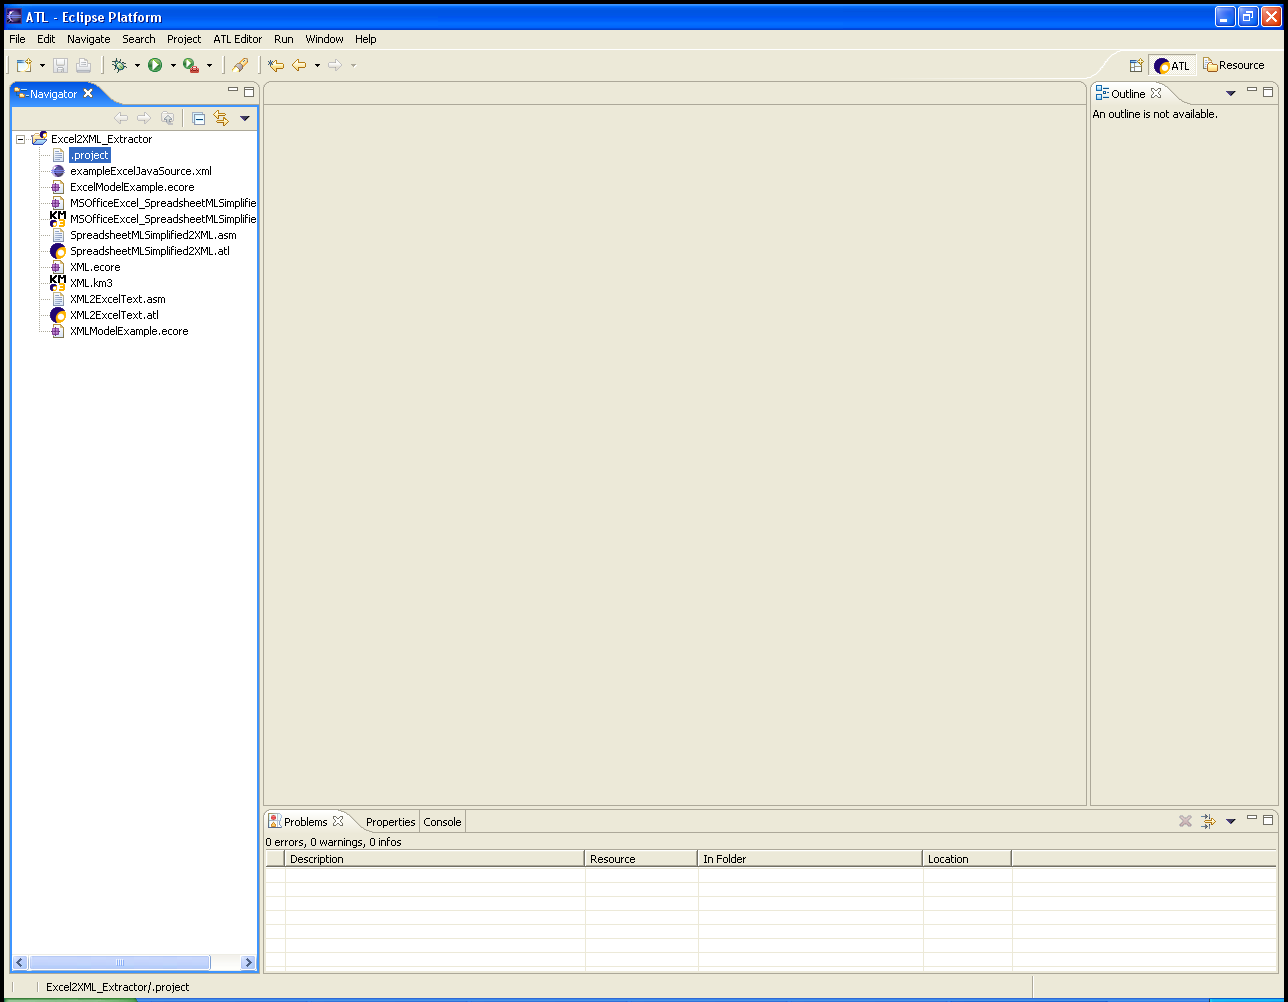 ATL - Eclipse Platform
File Edit Navigate Search Project ATL Editor Run Window Help
ATL Resource
Navigator
Outline
An outline is not available.
Excel2XML_Extractor
.project
exampleExcelJavaSource.xml
ExcelModelExample.ecore
MSOfficeExcel_SpreadsheetMLSimplifie
KM3 MSOfficeExcel_SpreadsheetMLSimplifie
SpreadsheetMLSimplified2XML.asm
SpreadsheetMLSimplified2XML.atl
XML.ecore
KM3 XML.km3
XML2ExcelText.asm
XML2ExcelText.atl
XMLModelExample.ecore
Problems Properties Console
0 errors, 0 warnings, 0 infos
Description Resource In Folder Location
Excel2XML_Extractor/.project